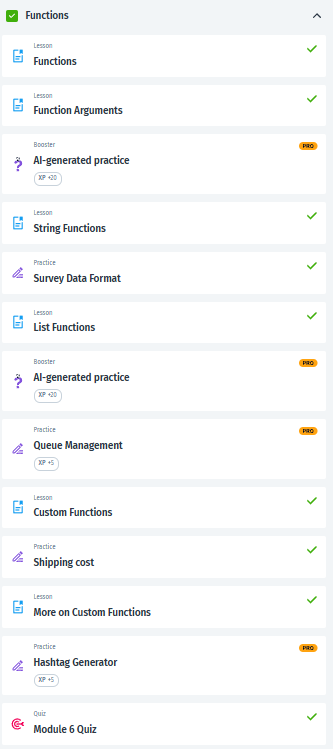 Functions
Lesson
Functions
Lesson
Function Arguments
Booster
PRO
AI-generated practice
XP +20
Lesson
String Functions
Practice
Survey Data Format
Lesson
List Functions
Booster
PRO
AI-generated practice
XP +20
Practice
PRO
Queue Management
XP +5
Lesson
Custom Functions
Practice
Shipping cost
Lesson
More on Custom Functions
Practice
PRO
Hashtag Generator
XP +5
Quiz
Module 6 Quiz